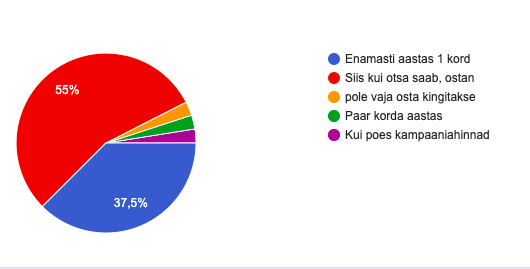 55%
37,5%
Enamasti aastas 1 kord
Siis kui otsa saab, ostan
pole vaja osta kingitakse
Paar korda aastas
Kui poes kampaaniahinnad